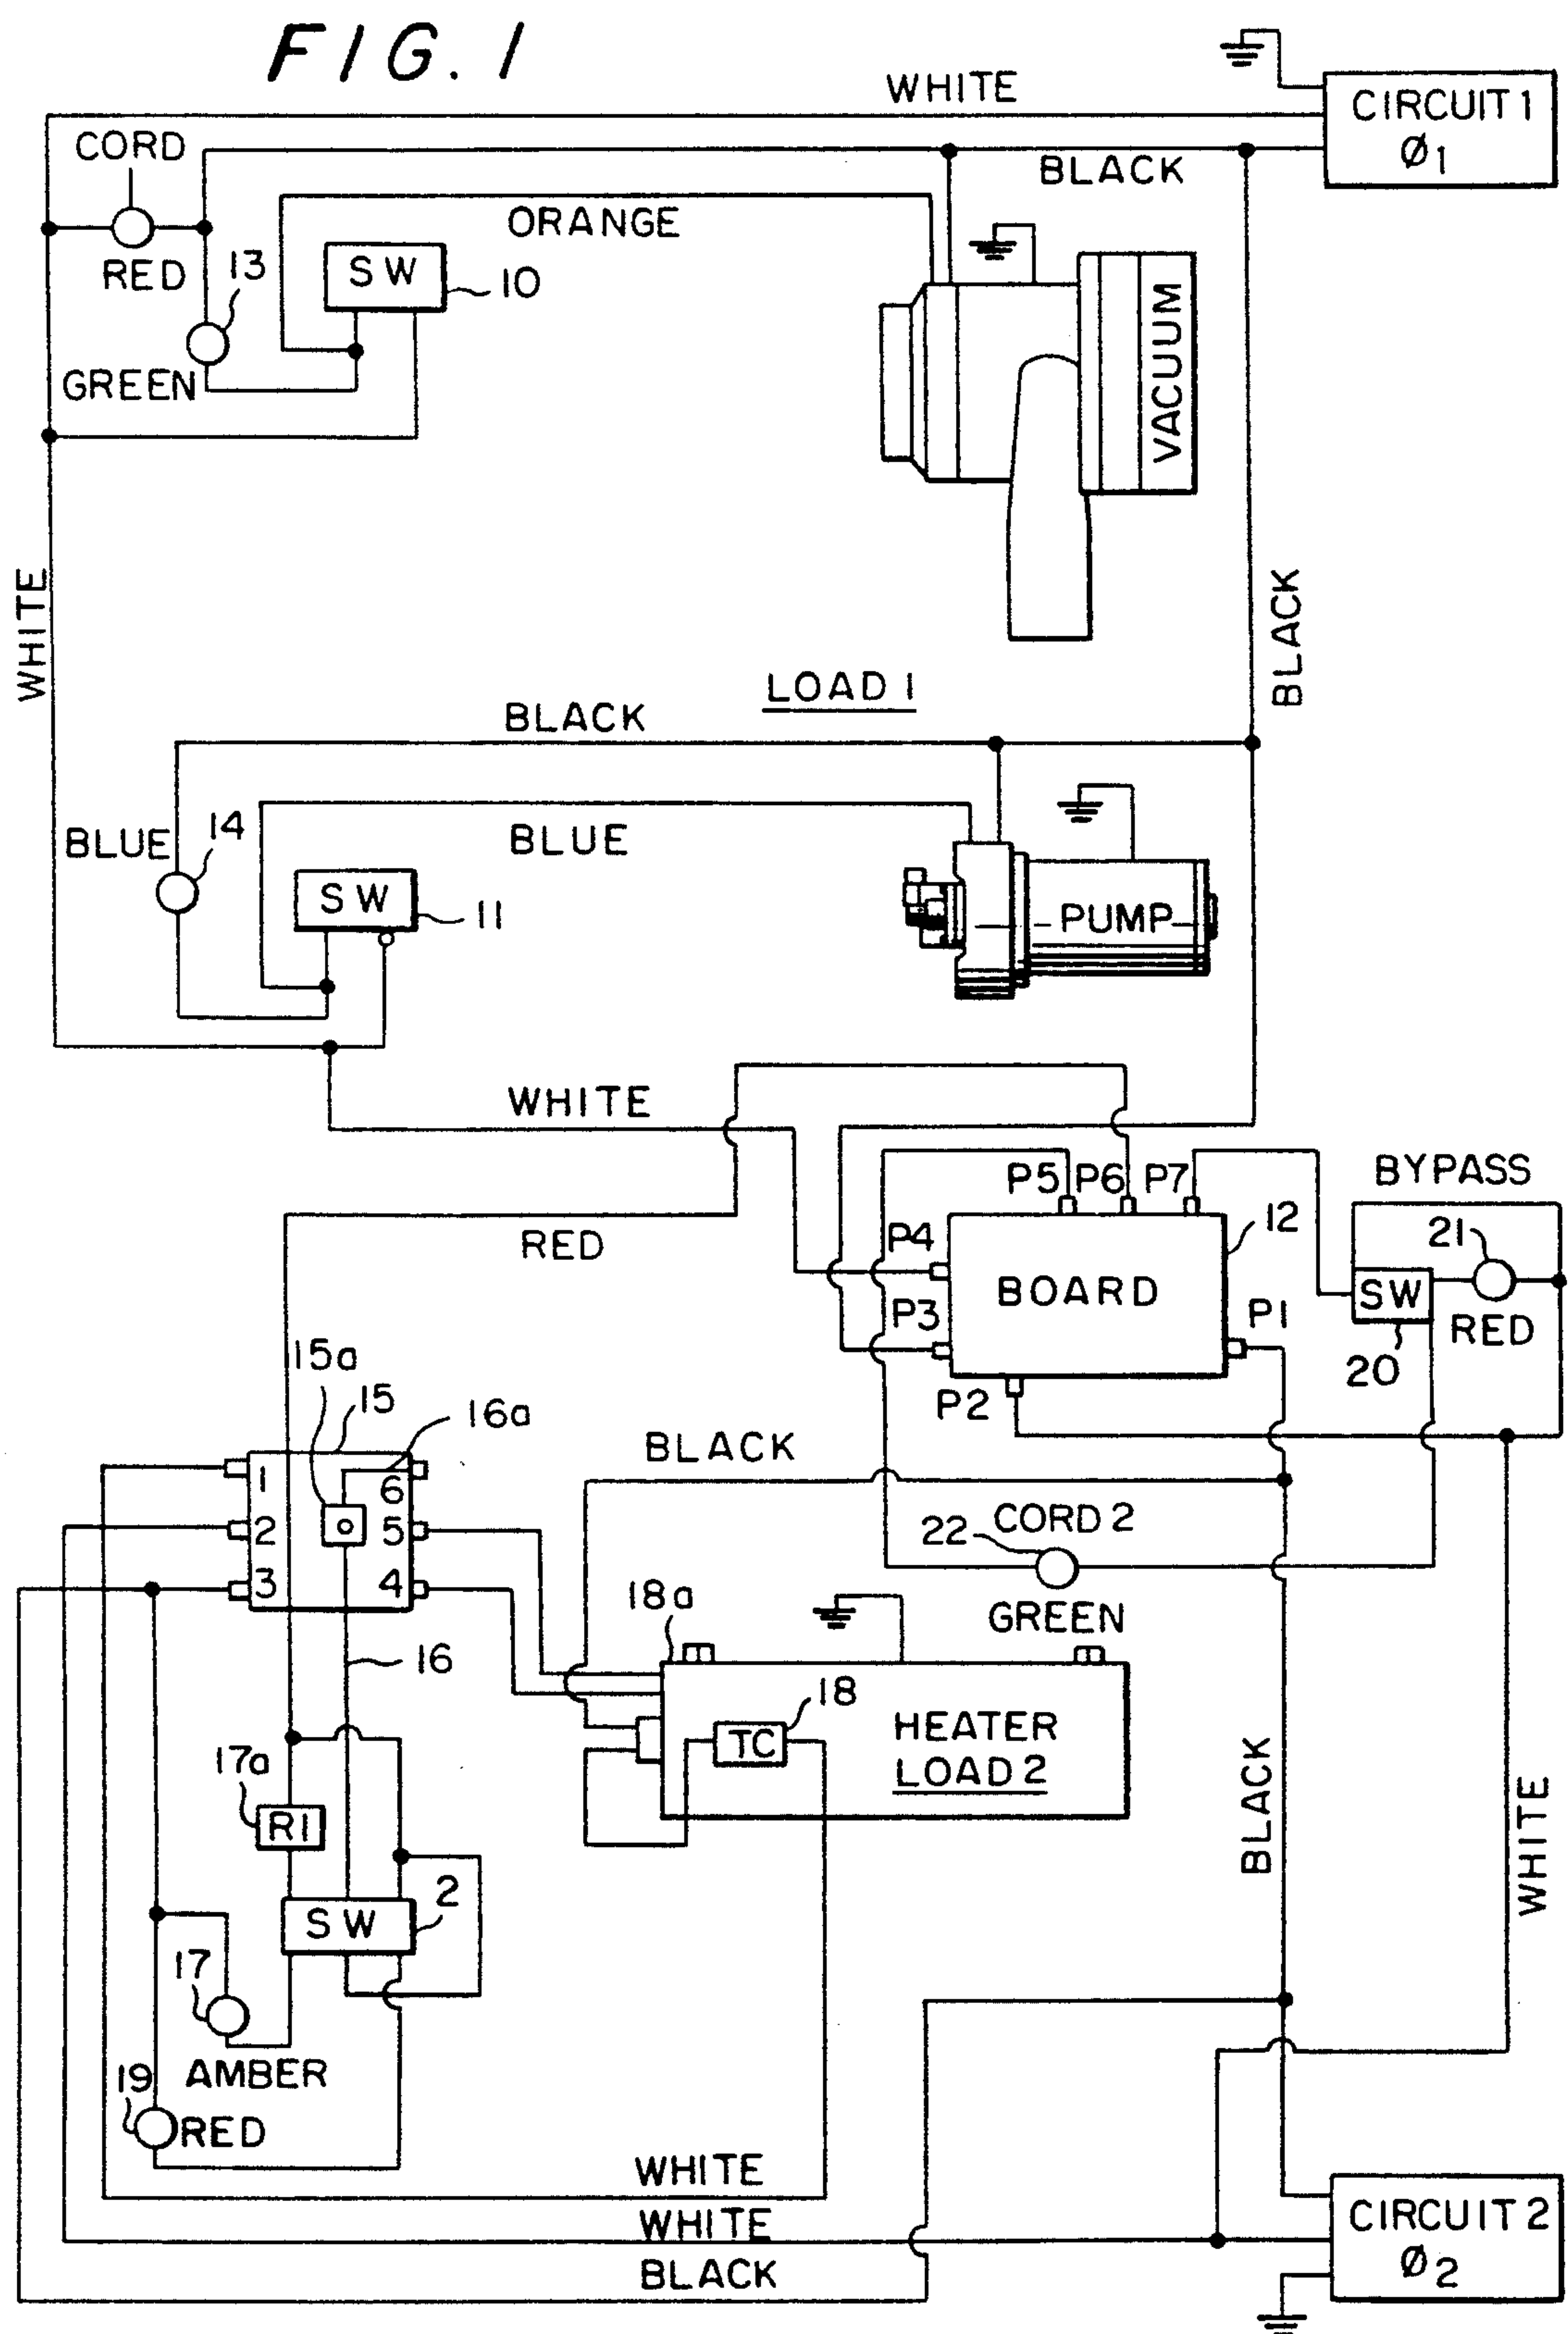 FIG. 1
WHITE
CIRCUIT 1
Ø1
CORD
BLACK
ORANGE
RED
13
SW
10
GREEN
VACUUM
WHITE
BLACK
LOAD 1
BLACK
BLUE
14
BLUE
SW
11
PUMP
WHITE
P5
P6
P7
BYPASS
RED
P4
12
21
BOARD
SW
P3
P1
RED
20
15a
15
16a
P2
BLACK
1
6
2
5
22
CORD 2
3
4
18a
GREEN
16
18
HEATER
TC
LOAD 2
17a
R1
BLACK
WHITE
2
SW
17
AMBER
19
RED
WHITE
WHITE
CIRCUIT 2
Ø2
BLACK